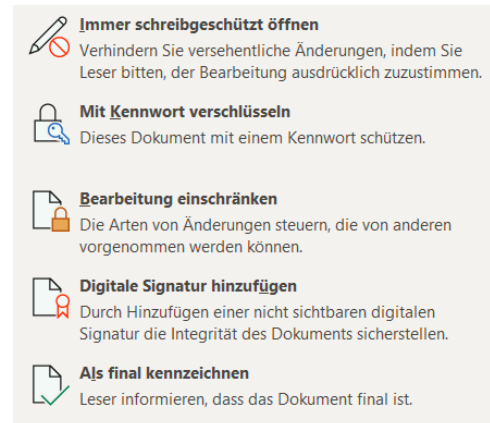 Immer schreibgeschützt öffnen
Verhindern Sie versehentliche Änderungen, indem Sie
Leser bitten, der Bearbeitung ausdrücklich zuzustimmen.
Mit Kennwort verschlüsseln
Dieses Dokument mit einem Kennwort schützen.
Bearbeitung einschränken
Die Arten von Änderungen steuern, die von anderen
vorgenommen werden können.
Digitale Signatur hinzufügen
Durch Hinzufügen einer nicht sichtbaren digitalen
Signatur die Integrität des Dokuments sicherstellen.
Als final kennzeichnen
Leser informieren, dass das Dokument final ist.